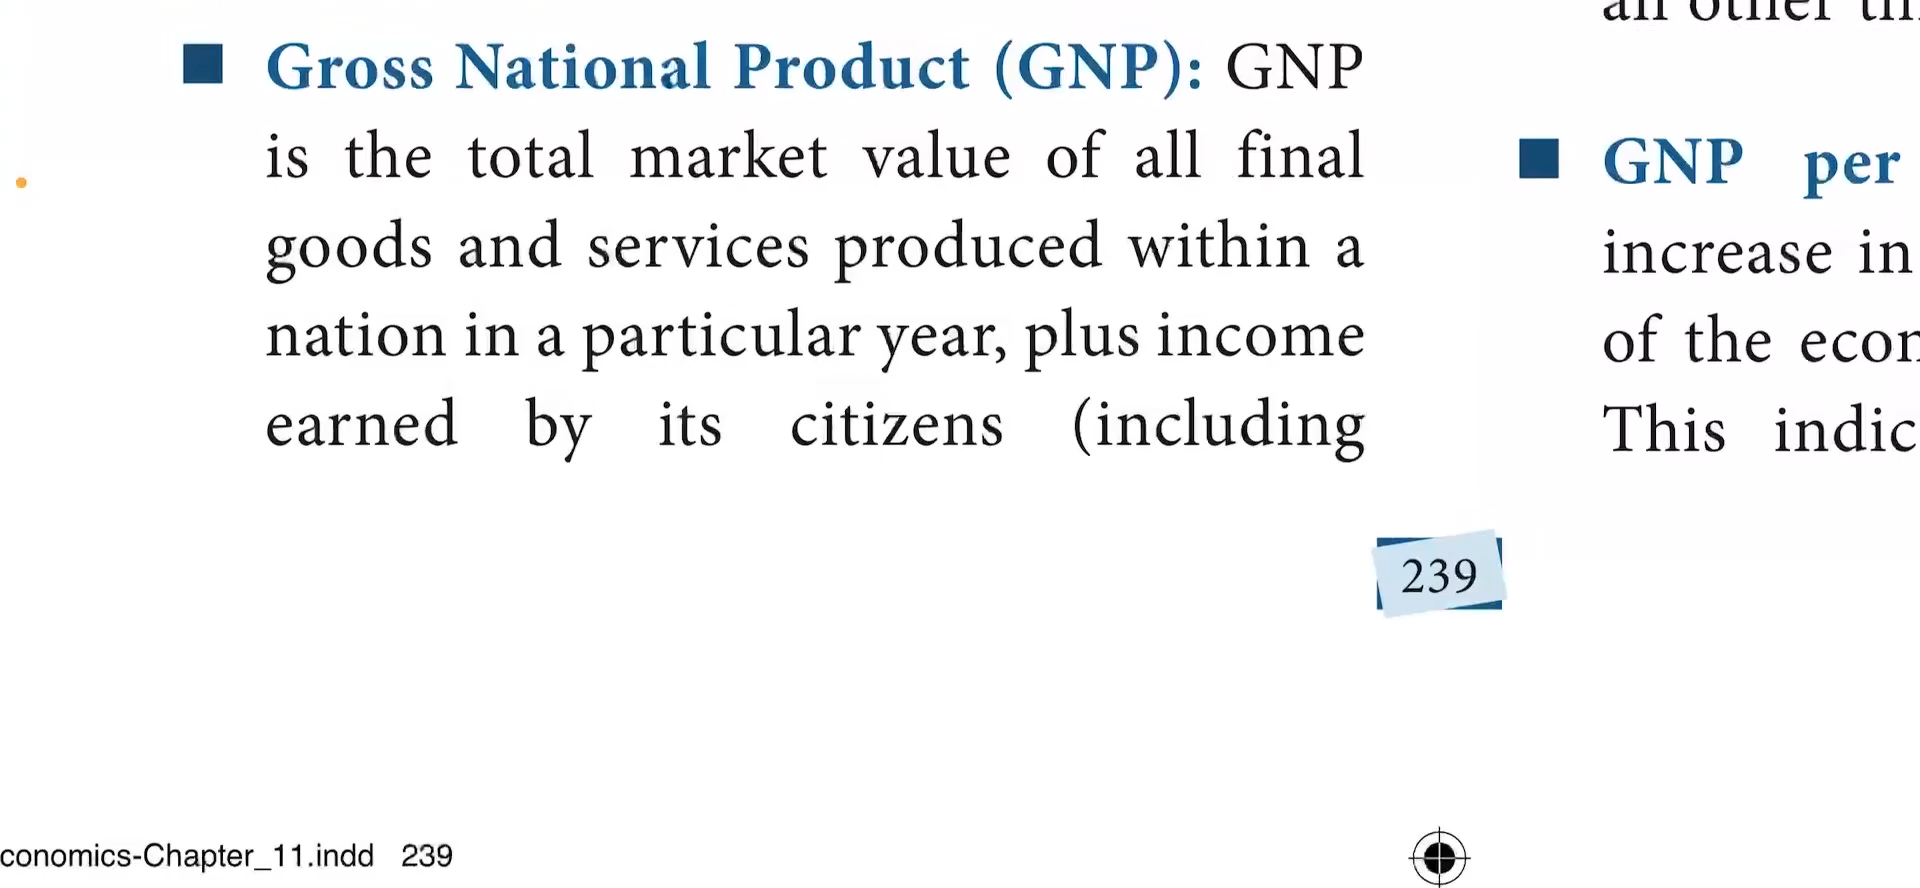 Gross National Product (GNP): GNP
is the total market value of all final
goods and services produced within a
nation in a particular year, plus income
earned by its citizens (including
GNP per
increase in
of the
This
239
conomics-Chapter_11.indd 239